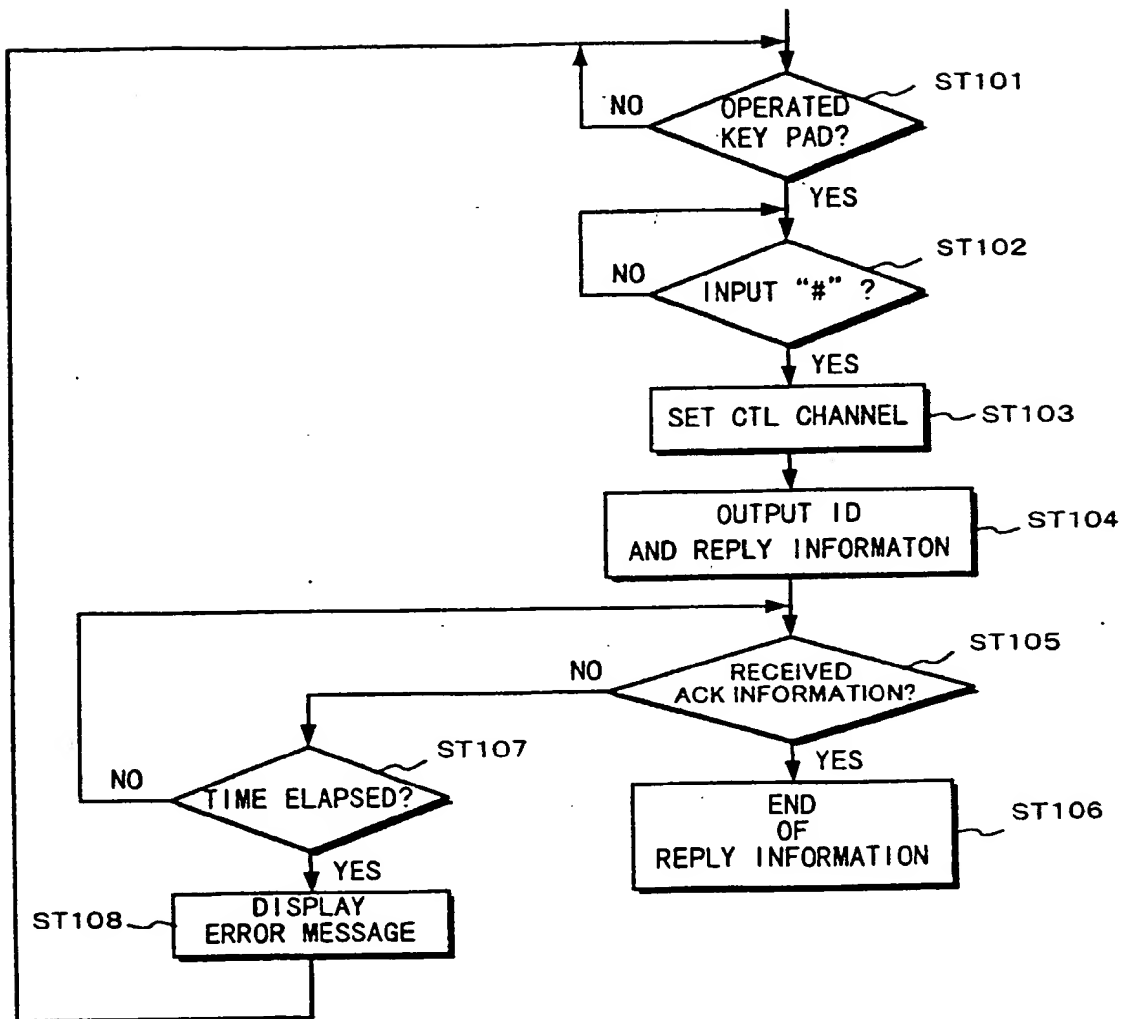 ST101
NO
OPERATED
KEY PAD?
YES
ST102
NO
INPUT “#” ?
YES
SET CTL CHANNEL
ST103
OUTPUT ID
AND REPLY INFORMATON
ST104
ST105
NO
RECEIVED
ACK INFORMATION?
YES
ST107
NO
TIME ELAPSED?
YES
END
OF
REPLY INFORMATION
ST106
ST108
DISPLAY
ERROR MESSAGE